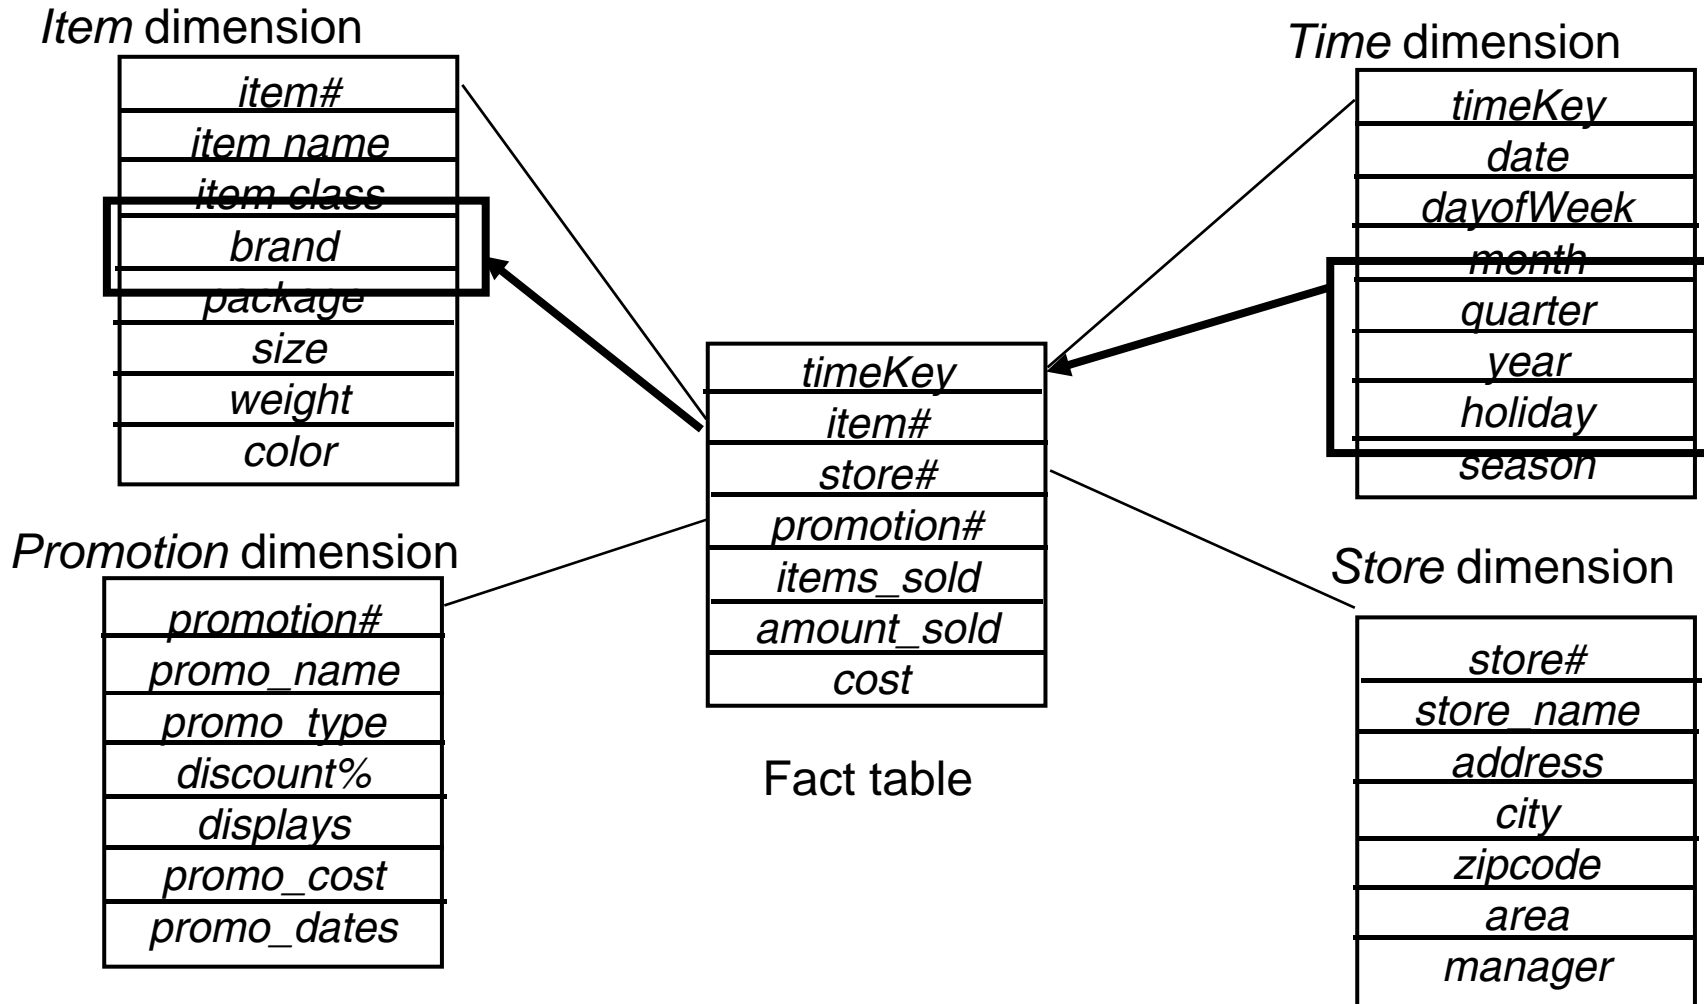 Item dimension
item#
item name
item class
brand
package
size
weight
color
Time dimension
timeKey
date
dayofWeek
month
quarter
year
holiday
season
timeKey
item#
store#
promotion#
items_sold
amount_sold
cost
Fact table
Promotion dimension
promotion#
promo_name
promo_type
discount%
displays
promo_cost
promo_dates
Store dimension
store#
store_name
address
city
zipcode
area
manager